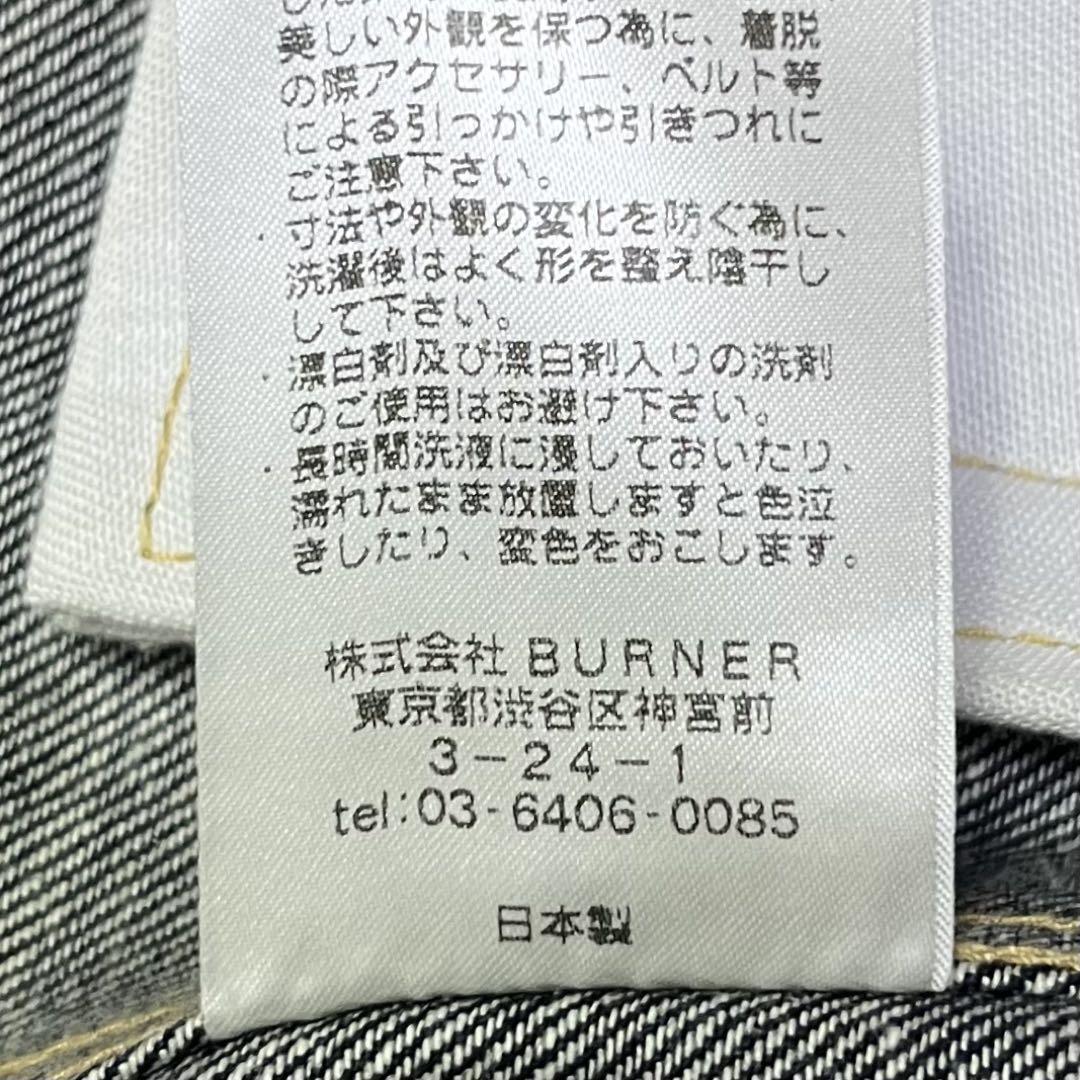 美しい外観を保つ為に、着脱
の際アクセサリー、ベルト等
による引っかけや引きつれに
ご注意下さい。
・寸法や外観の変化を防ぐ為に、
洗濯後はよく形を整え陰干し
して下さい。
・漂白剤及び漂白剤入りの洗剤
のご使用はお避け下さい。
・長時間洗液に浸しておいたり、
濡れたまま放置しますと色泣
きしたり、変色をおこします。
株式会社 BURNER
東京都渋谷区神宮前
3-24-1
tel:03-6406-0085
日本製